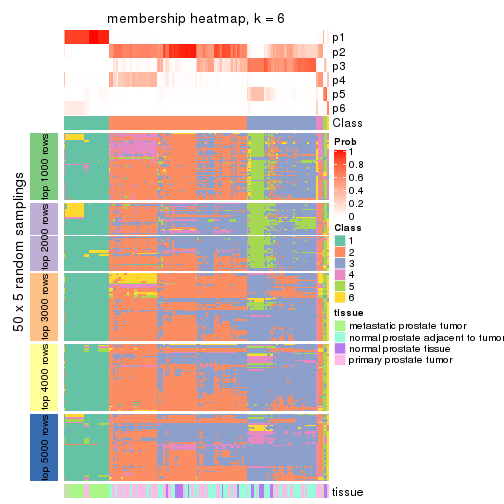 membership heatmap, k = 6
p1
p2
p3
p4
p5
p6
Class
Prob
1
0.8
0.6
0.4
0.2
0
Class
1
2
3
4
5
6
tissue
metastatic prostate tumor
normal prostate adjacent to tumor
normal prostate tissue
primary prostate tumor
50 x 5 random samplings
top 1000 rows
top 2000 rows
top 3000 rows
top 4000 rows
top 5000 rows
tissue